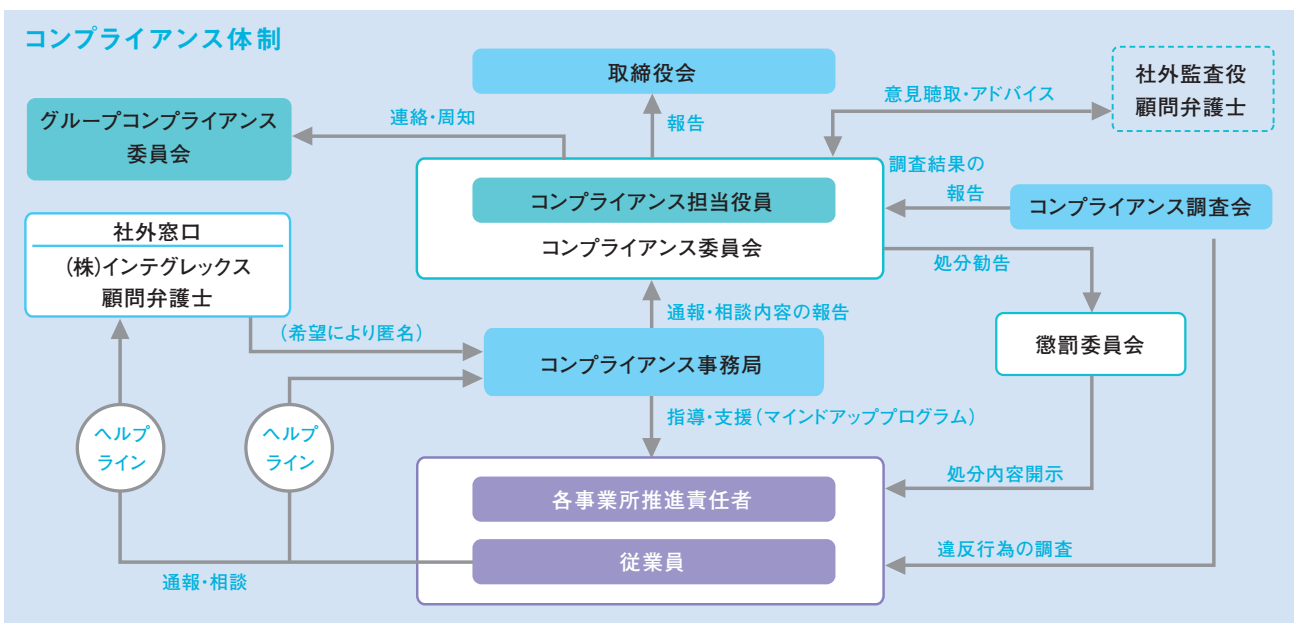 コンプライアンス体制
取締役会
社外監査役
顧問弁護士
意見聴取・アドバイス
グループコンプライアンス
委員会
連絡・周知
報告
調査結果の
報告
コンプライアンス調査会
コンプライアンス担当役員
コンプライアンス委員会
社外窓口
(株)インテグレックス
顧問弁護士
処分勧告
通報・相談内容の報告
(希望により匿名)
コンプライアンス事務局
懲罰委員会
指導・支援(マインドアッププログラム)
ヘルプ
ライン
ヘルプ
ライン
処分内容開示
各事業所推進責任者
違反行為の調査
従業員
通報・相談